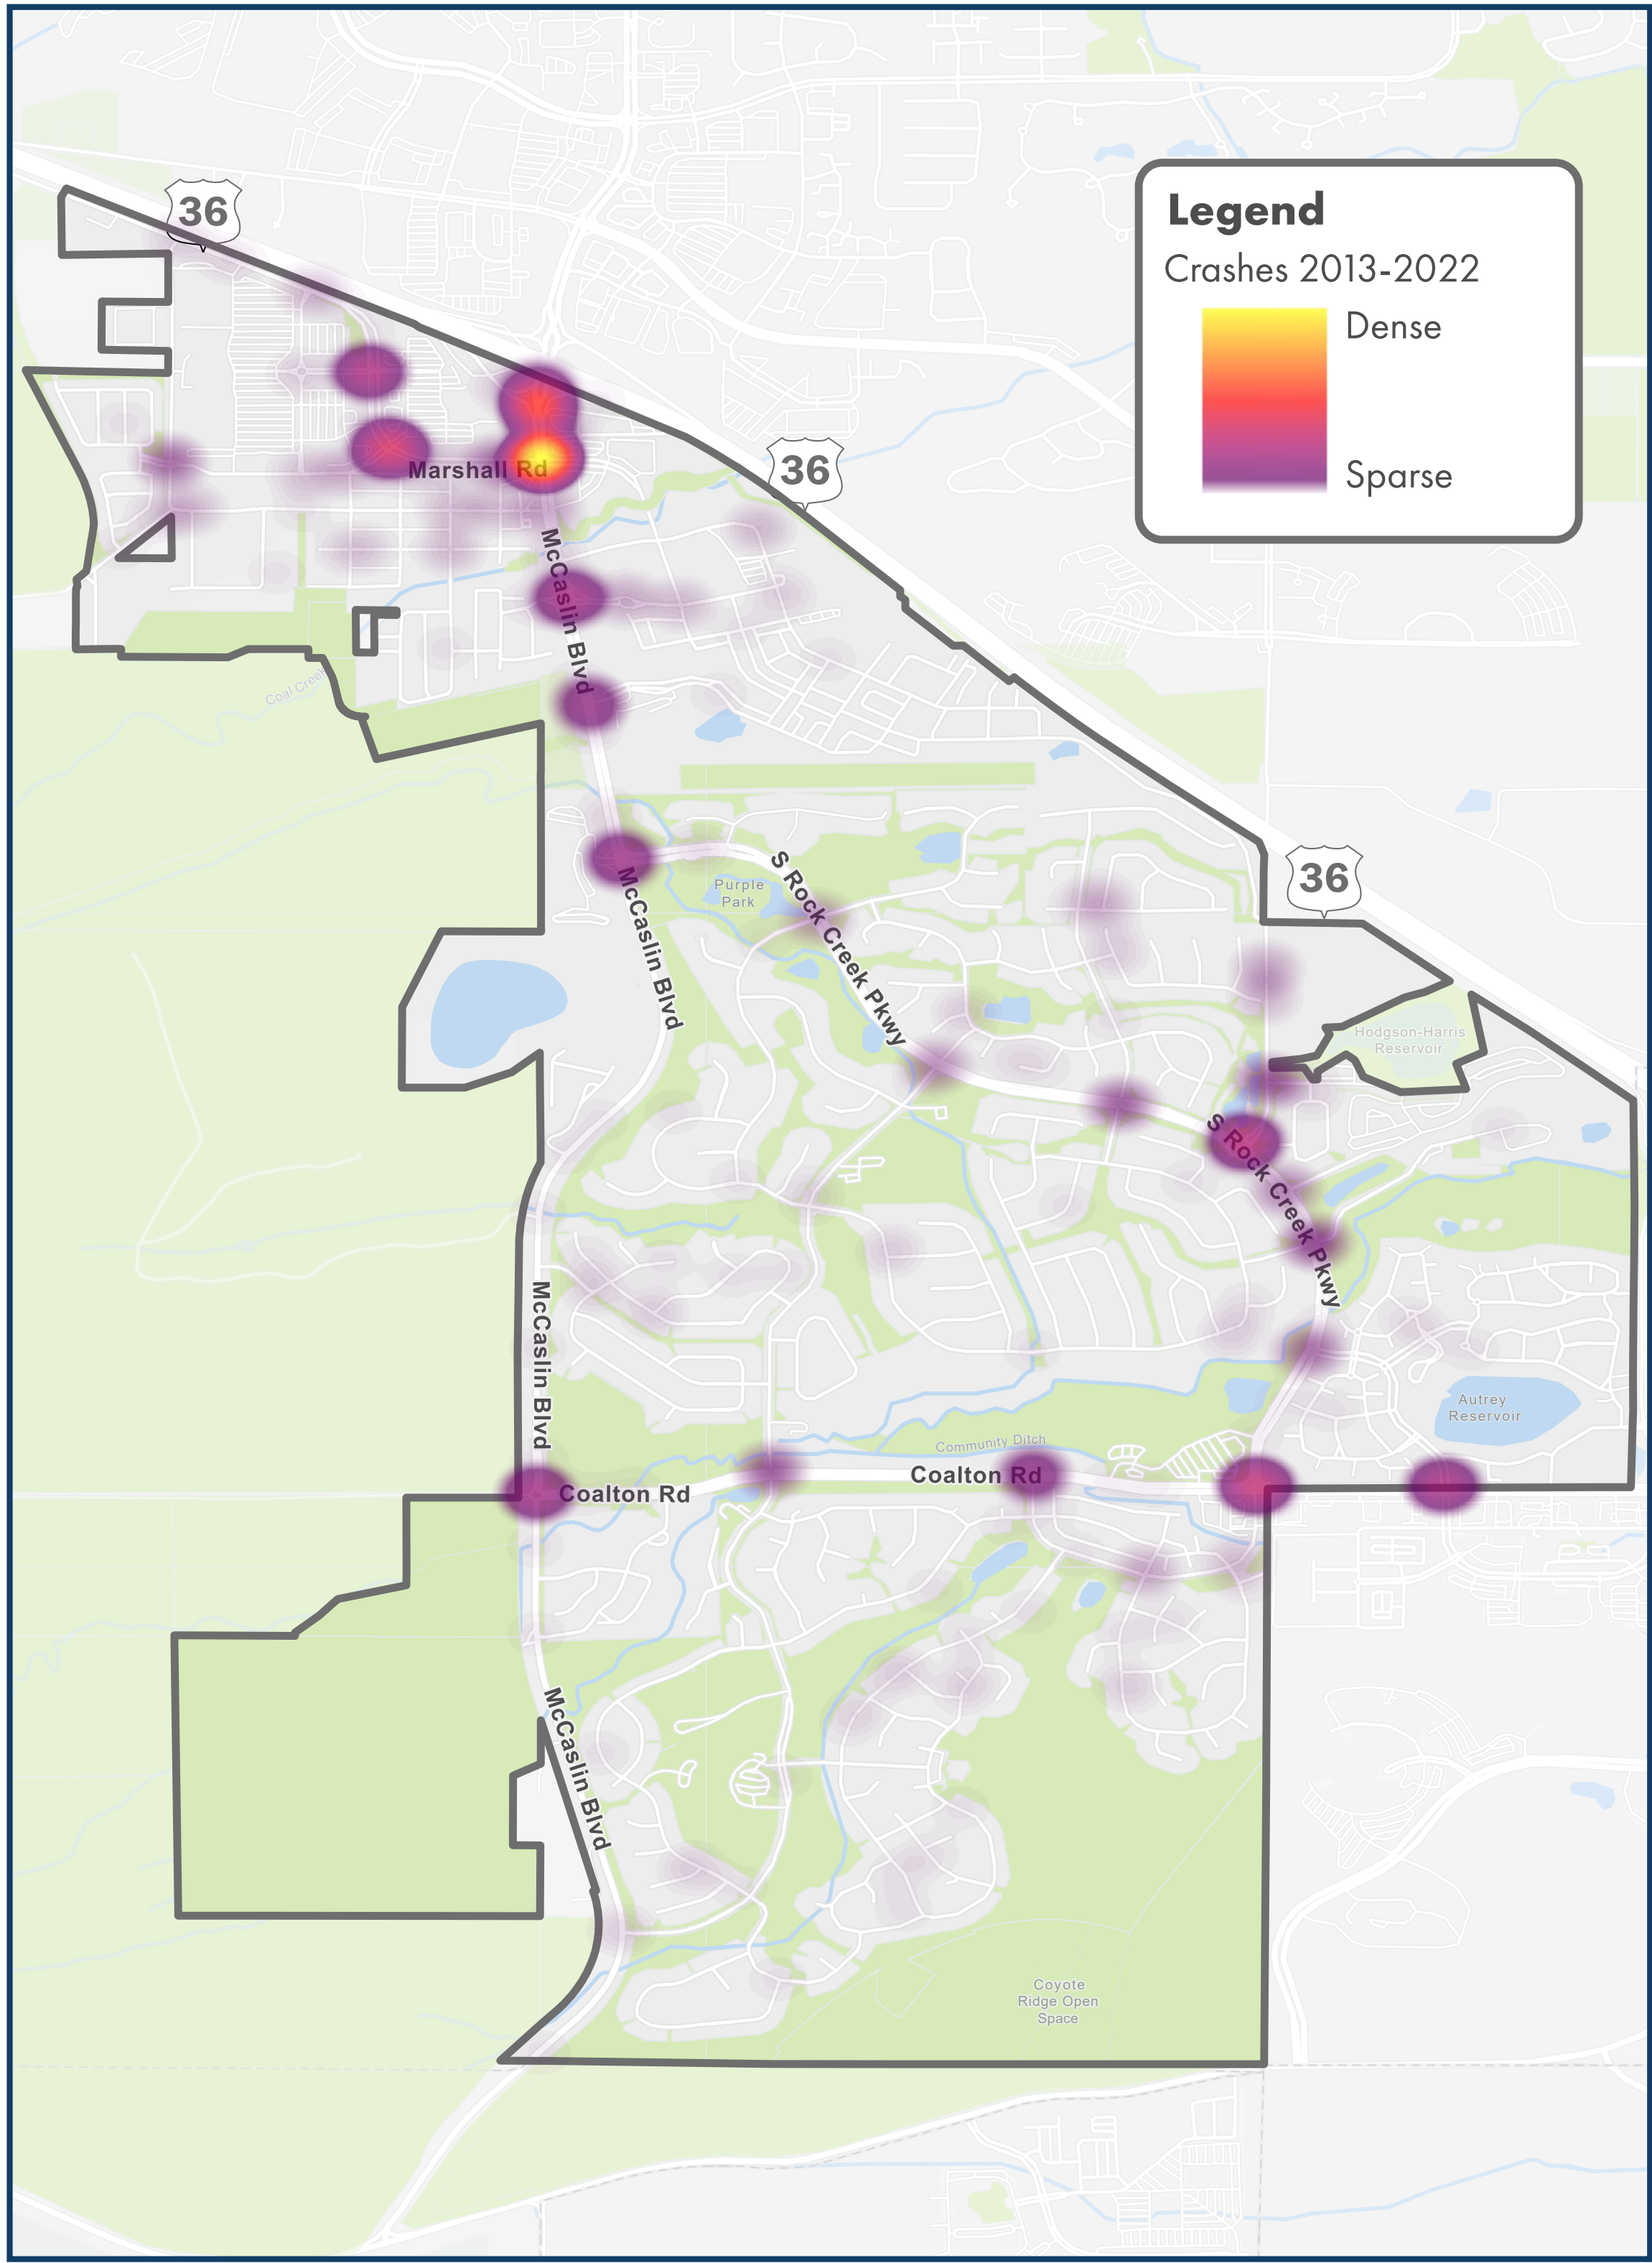 36
Legend
Crashes 2013-2022
Dense
Sparse
Marshall Rd
36
McCaslin Blvd
Coal Creek
36
S Rock Creek Pkwy
Purple
Park
McCaslin Blvd
Hodgson-Harris
Reservoir
S Rock Creek Pkwy
McCaslin Blvd
Autrey
Reservoir
Community Ditch
Coalton Rd
Coalton Rd
McCaslin Blvd
Coyote
Ridge Open
Space